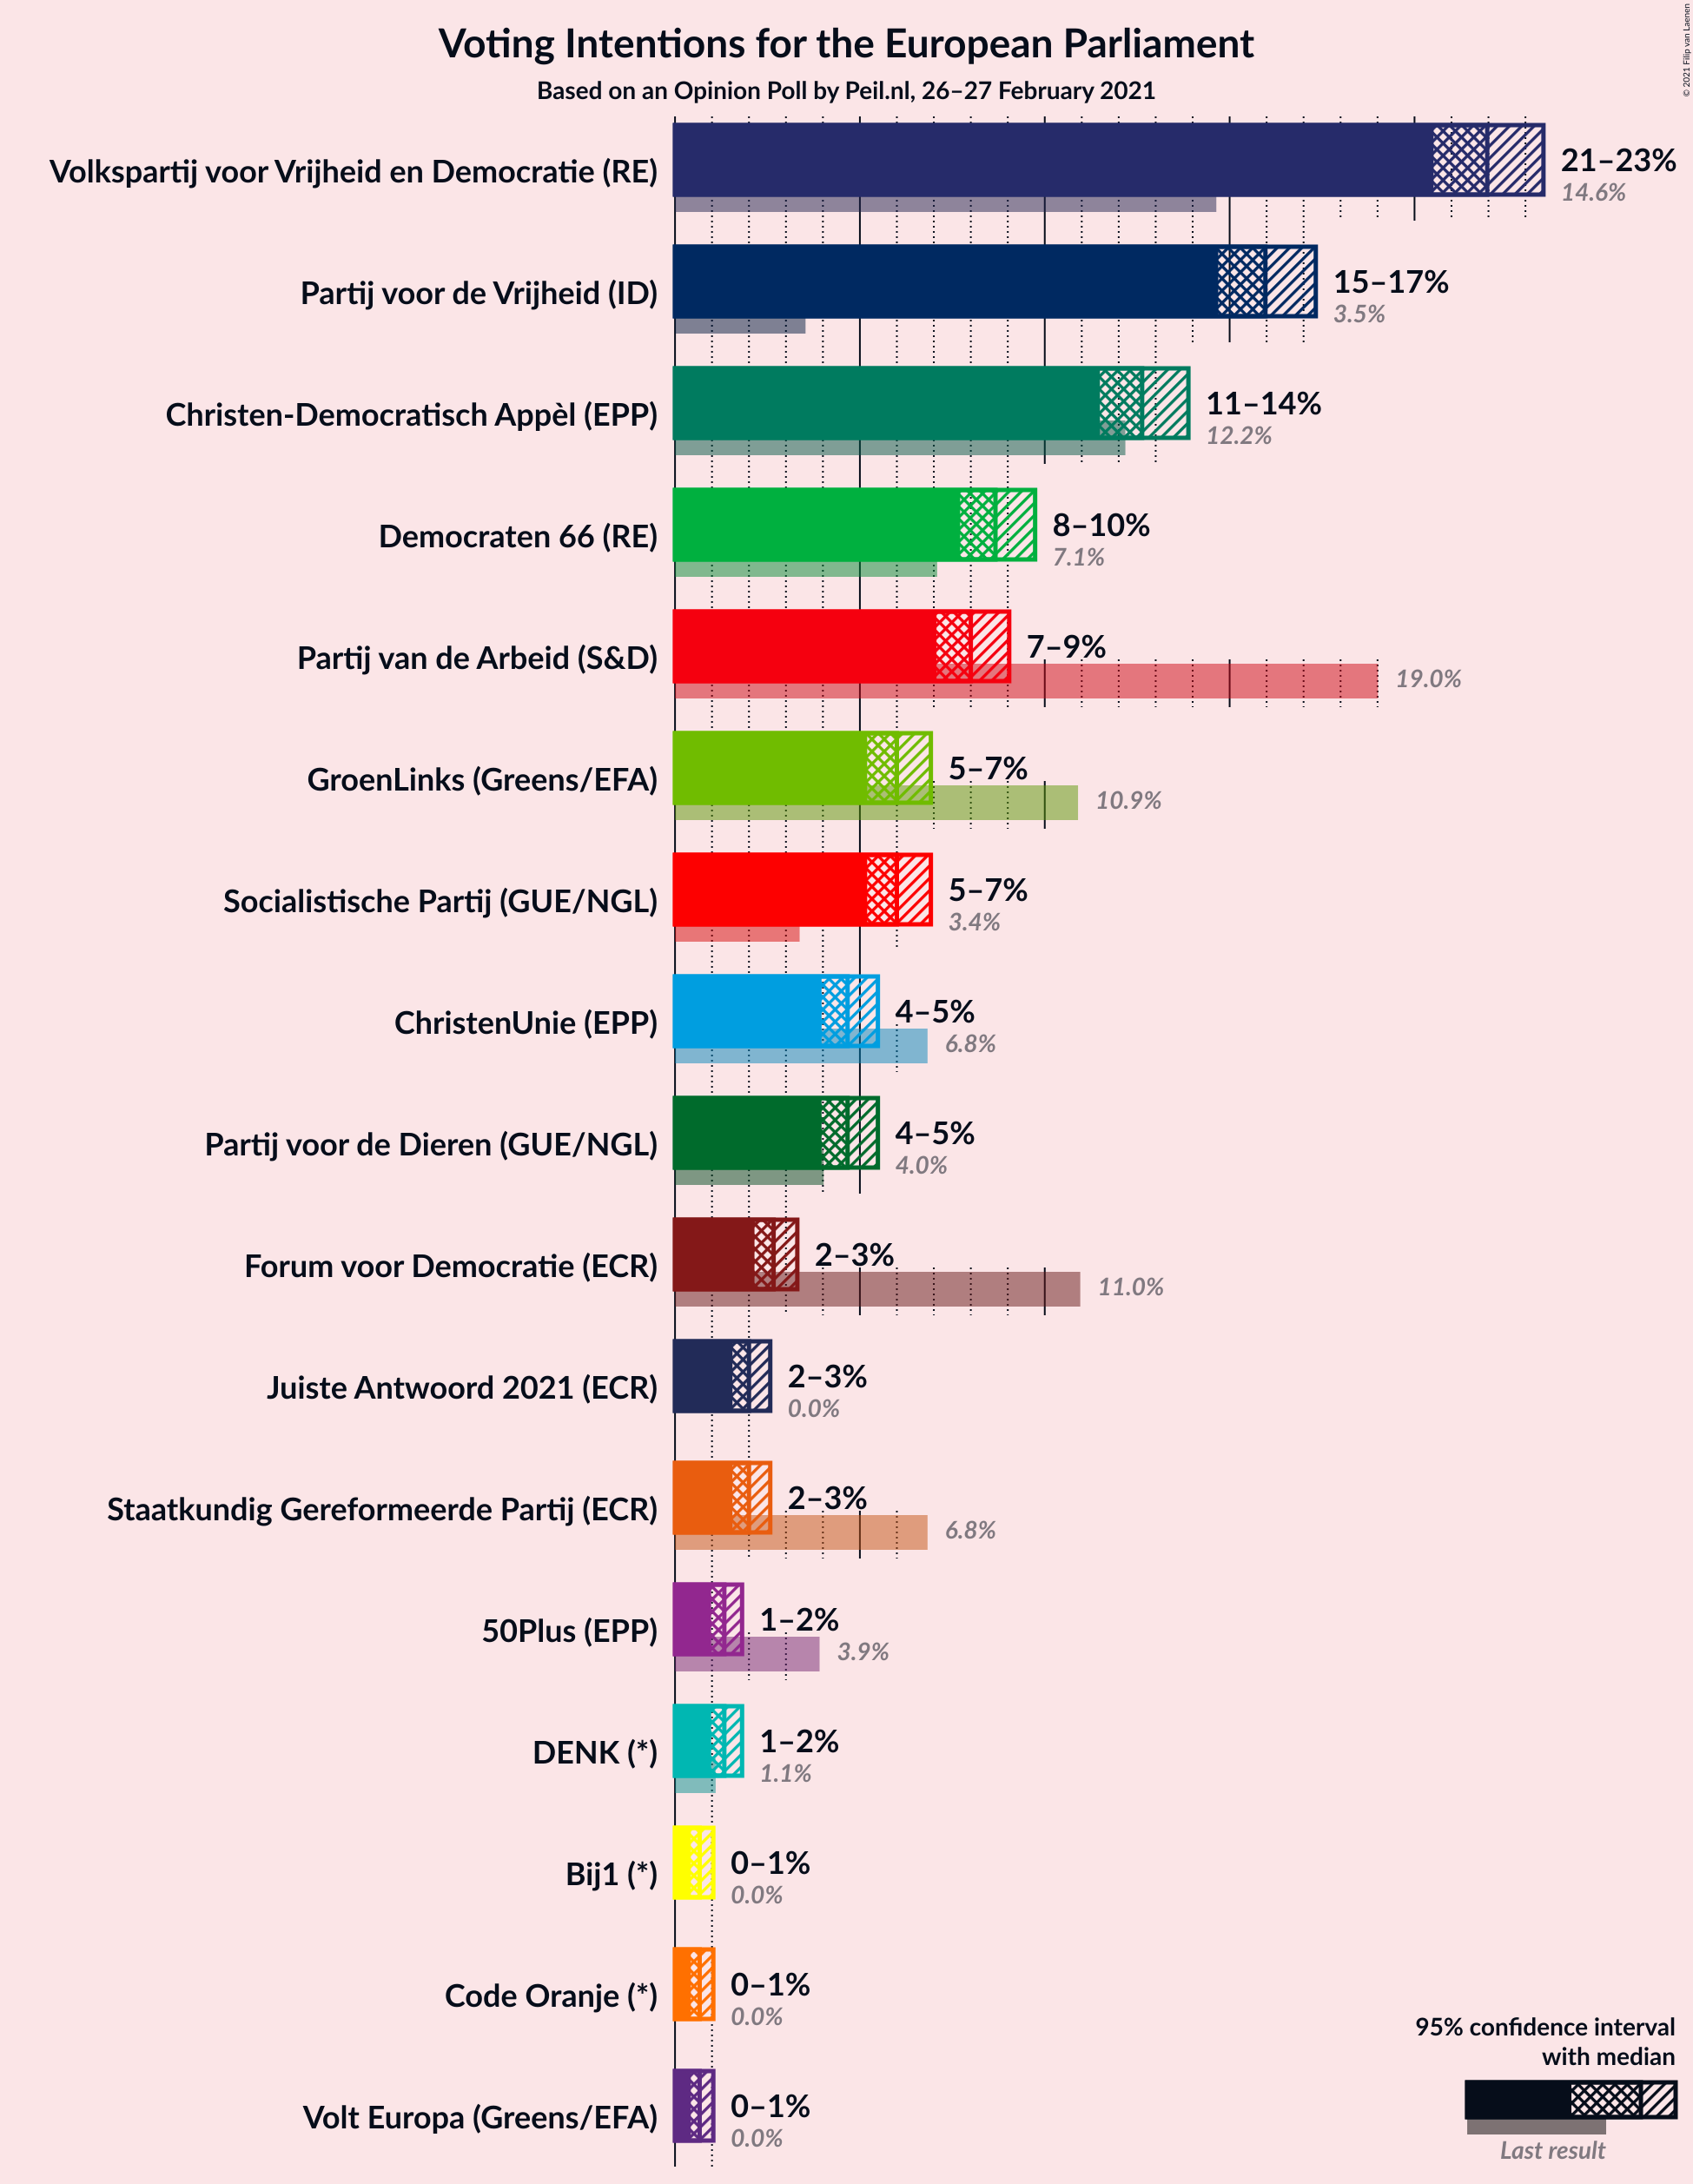 Voting Intentions for the European Parliament
Based on an Opinion Poll by Peil.nl, 26–27 February 2021
© 2021 Filip van Laenen
Volkspartij voor Vrijheid en Democratie (RE)
21–23%
14.6%
Partij voor de Vrijheid (ID)
15–17%
3.5%
Christen-Democratisch Appèl (EPP)
11–14%
12.2%
Democraten 66 (RE)
8–10%
7.1%
Partij van de Arbeid (S&D)
7–9%
19.0%
GroenLinks (Greens/EFA)
5–7%
10.9%
Socialistische Partij (GUE/NGL)
5–7%
3.4%
ChristenUnie (EPP)
4–5%
6.8%
Partij voor de Dieren (GUE/NGL)
4–5%
4.0%
Forum voor Democratie (ECR)
2–3%
11.0%
Juiste Antwoord 2021 (ECR)
2–3%
0.0%
Staatkundig Gereformeerde Partij (ECR)
2–3%
6.8%
50Plus (EPP)
1–2%
3.9%
DENK (*)
1–2%
1.1%
Bij1 (*)
0–1%
0.0%
Code Oranje (*)
0–1%
0.0%
Volt Europa (Greens/EFA)
0–1%
0.0%
95% confidence interval
with median
Last result